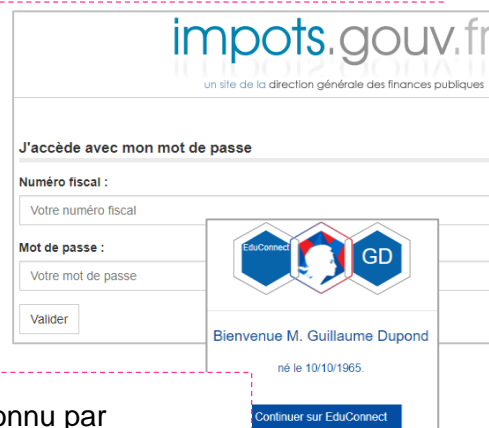 impots.gouv.fr
un site de la direction générale des finances publiques
J'accède avec mon mot de passe
Numéro fiscal :
Votre numéro fiscal
Mot de passe :
Votre mot de passe
Valider
EduConnect
GD
Bienvenue M. Guillaume Dupond
né le 10/10/1965.
Continuer sur EduConnect
par